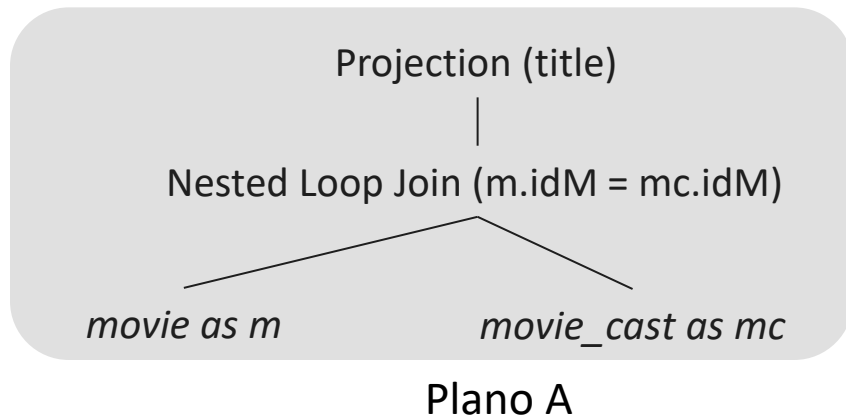 Projection (title)
Nested Loop Join (m.idM = mc.idM)
movie as m
movie_cast as mc
Plano A